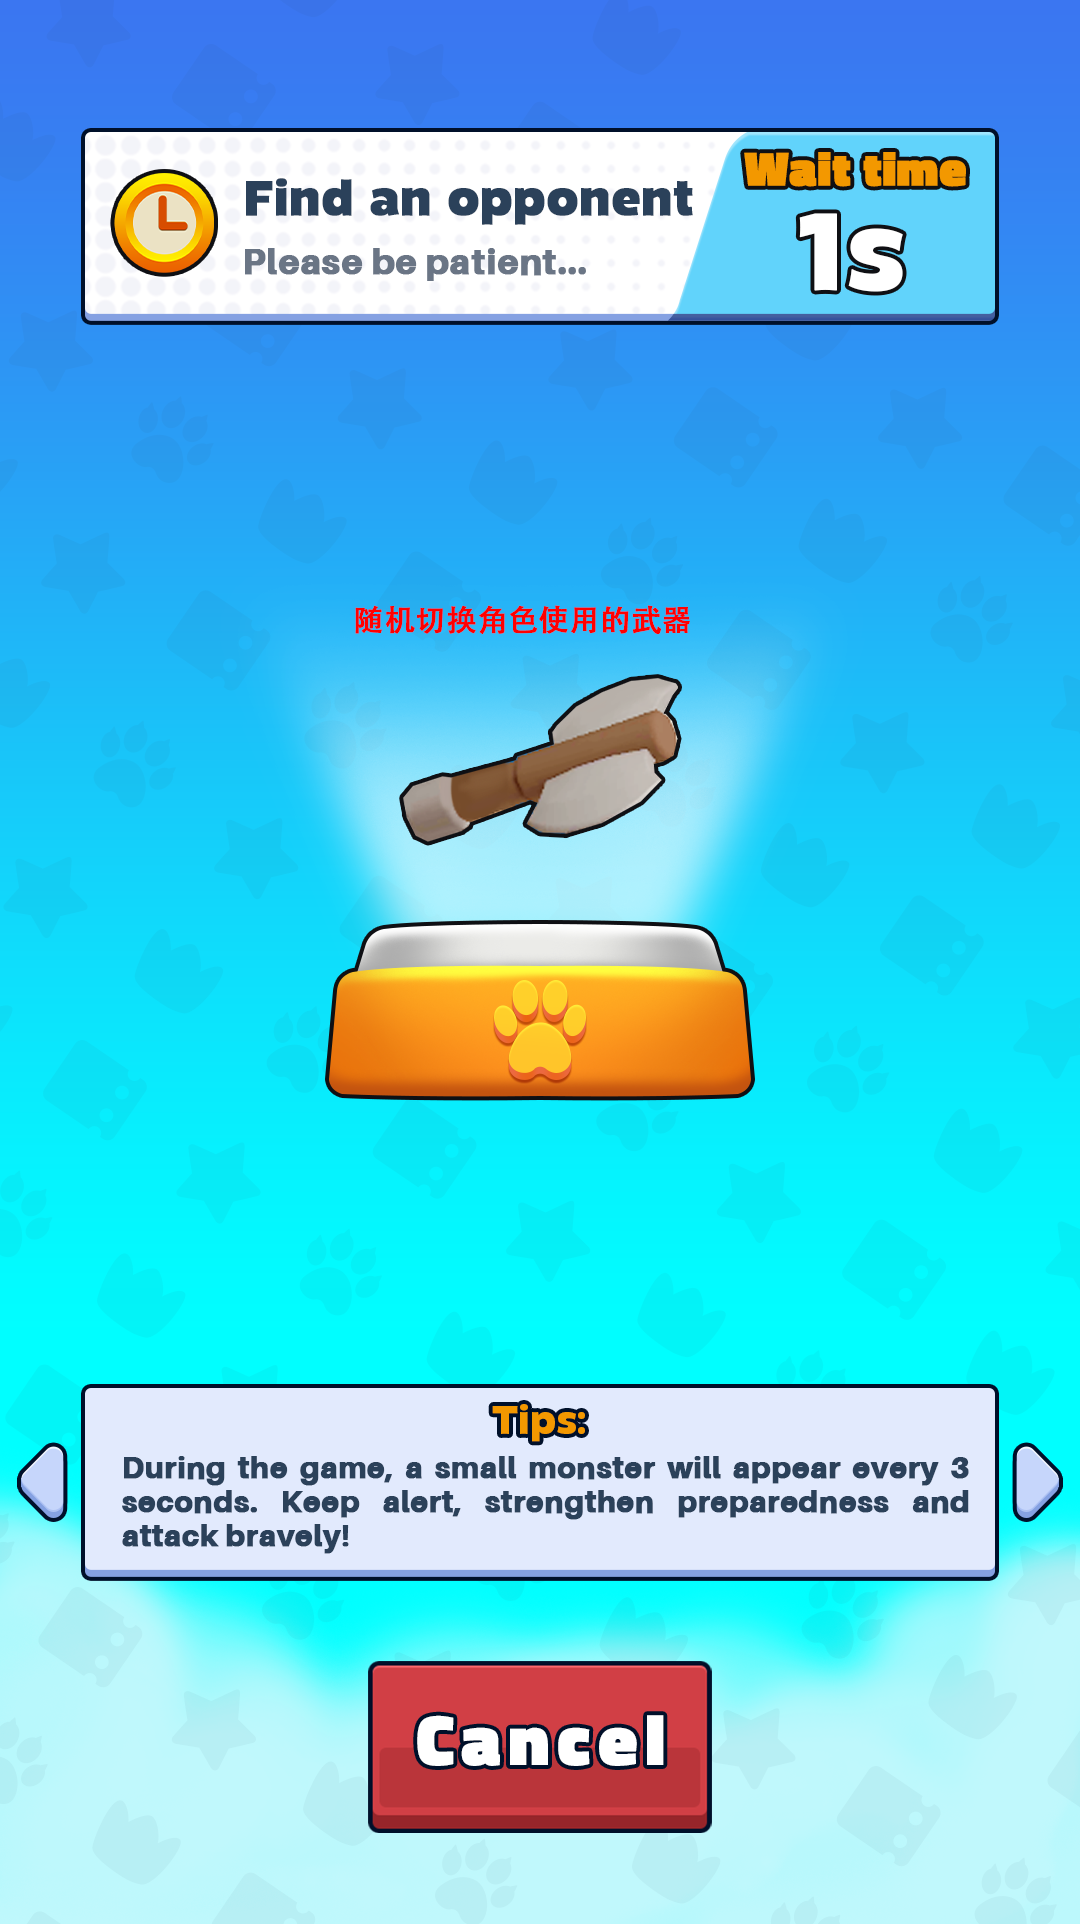 Find an opponent
Please be patient...
Wait time
1s
随机切换角色使用的武器
Tips:
During the game, a small monster will appear every 3
seconds. Keep alert, strengthen preparedness and
attack bravely!
Cancel